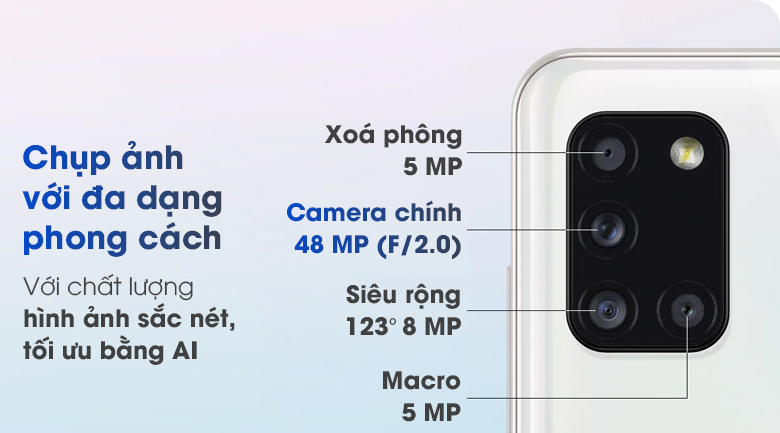 Chụp ảnh
với đa dạng
phong cách
Với chất lượng
hình ảnh sắc nét,
tối ưu bằng AI
Xoá phông
5 MP
Camera chính
48 MP (F/2.0)
Siêu rộng
123° 8 MP
Macro
5 MP